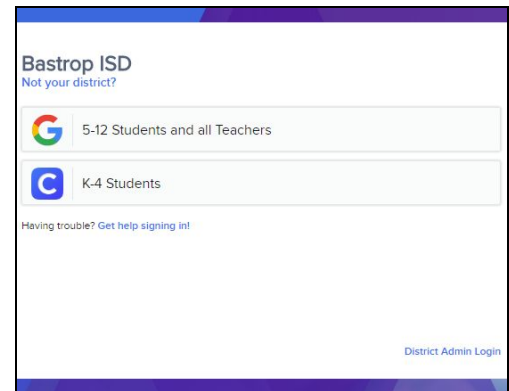 Bastrop ISD
Not your district?
5-12 Students and all Teachers
K-4 Students
Having trouble? Get help signing in!
District Admin Login